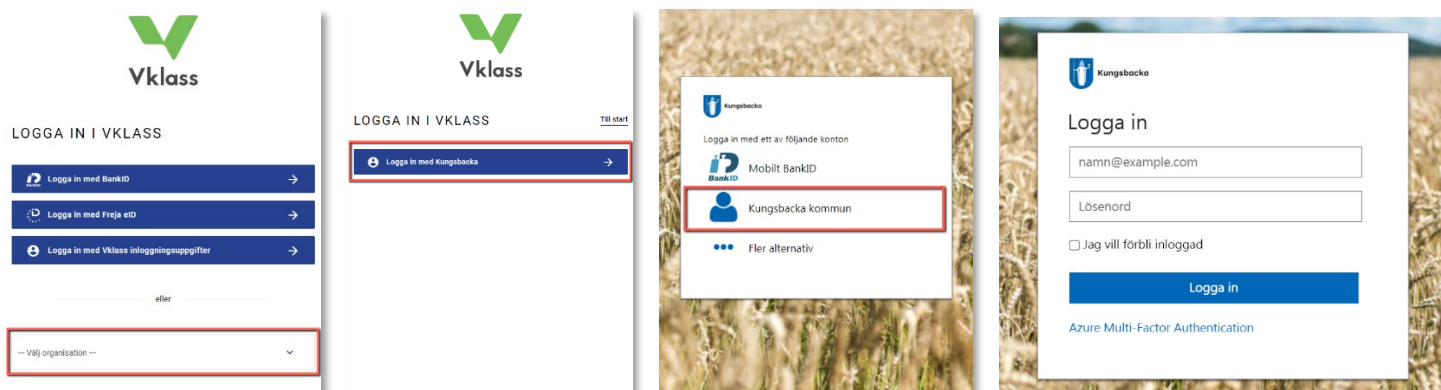 Vklass
LOGGA IN I VKLASS
BankID
Logga in med BankID
Logga in med Freja eID
Logga in med Vklass inloggningsuppgifter
eller
--- Välj organisation ---
Vklass
LOGGA IN I VKLASS
Till start
Logga in med Kungsbacka
Kungsbacka
Logga in med ett av följande konton
BankID
Mobilt BankID
Kungsbacka kommun
Fler alternativ
Kungsbacka
Logga in
namn@example.com
Lösenord
Jag vill förbli inloggad
Logga in
Azure Multi-Factor Authentication